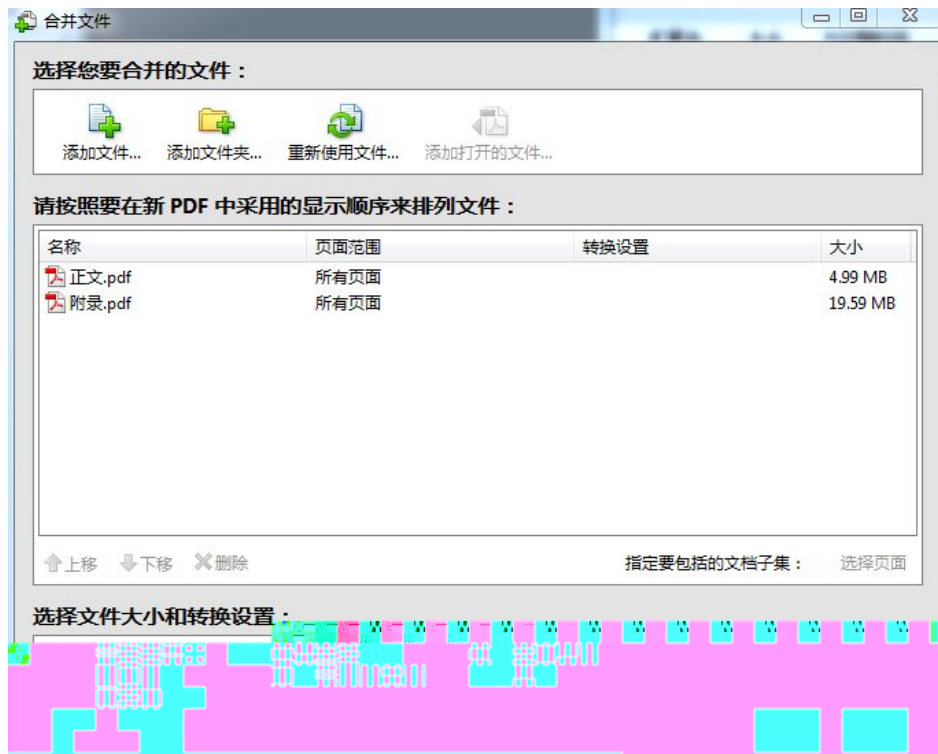 合并文件
选择您要合并的文件：
添加文件... 添加文件夹... 重新使用文件... 添加打开的文件...
请按照要在新 PDF 中采用的显示顺序来排列文件：
名称 页面范围 转换设置 大小
正文.pdf 所有页面 4.99 MB
附录.pdf 所有页面 19.59 MB
上移 下移 删除 指定要包括的文档子集： 选择页面
选择文件大小和转换设置：